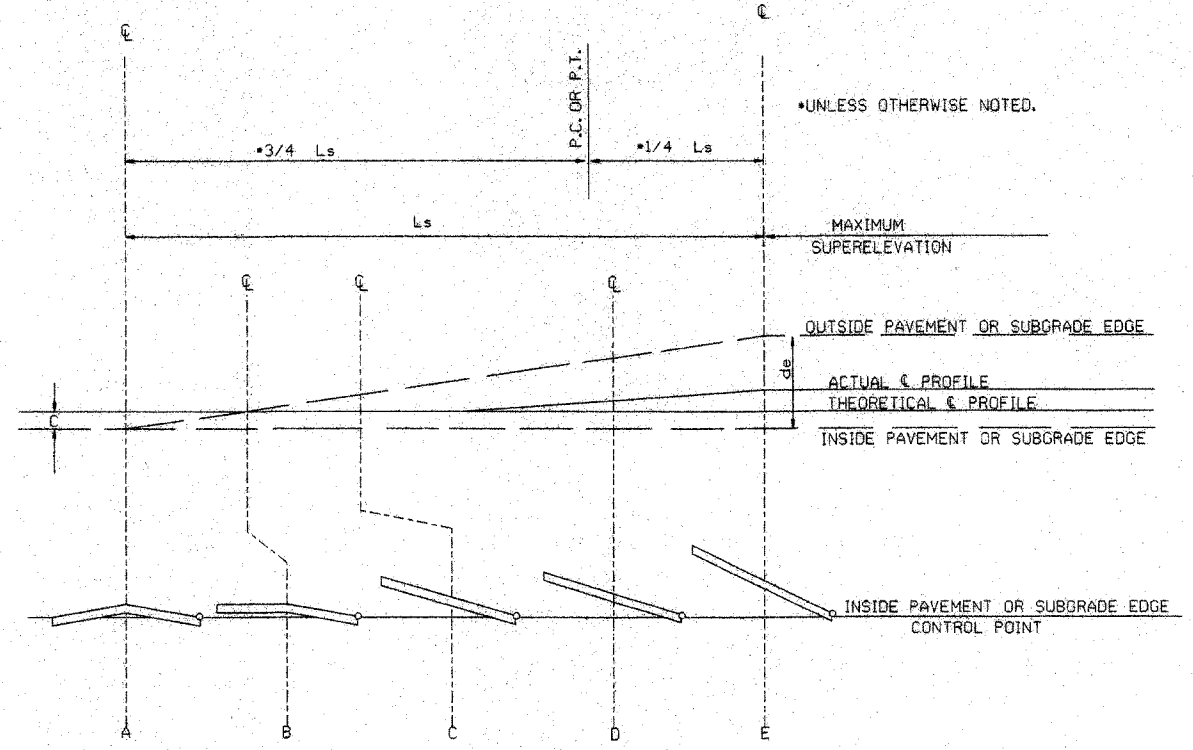 ℄
℄
P.C. OR P.T.
*UNLESS OTHERWISE NOTED.
*3/4 Ls
*1/4 Ls
Ls
MAXIMUM
SUPERELEVATION
℄
℄
℄
OUTSIDE PAVEMENT OR SUBGRADE EDGE
de
ACTUAL ℄ PROFILE
THEORETICAL ℄ PROFILE
C
INSIDE PAVEMENT OR SUBGRADE EDGE
INSIDE PAVEMENT OR SUBGRADE EDGE
CONTROL POINT
A
B
C
D
E